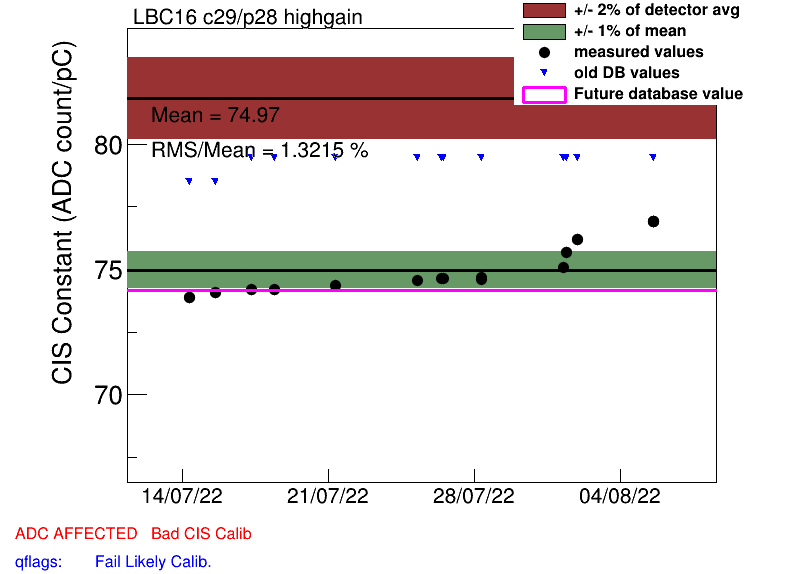 LBC16 c29/p28 highgain
+/- 2% of detector avg
+/- 1% of mean
measured values
old DB values
Future database value
Mean = 74.97
RMS/Mean = 1.3215 %
CIS Constant (ADC count/pC)
80
75
70
14/07/22 21/07/22 28/07/22 04/08/22
ADC AFFECTED Bad CIS Calib
qflags: Fail Likely Calib.